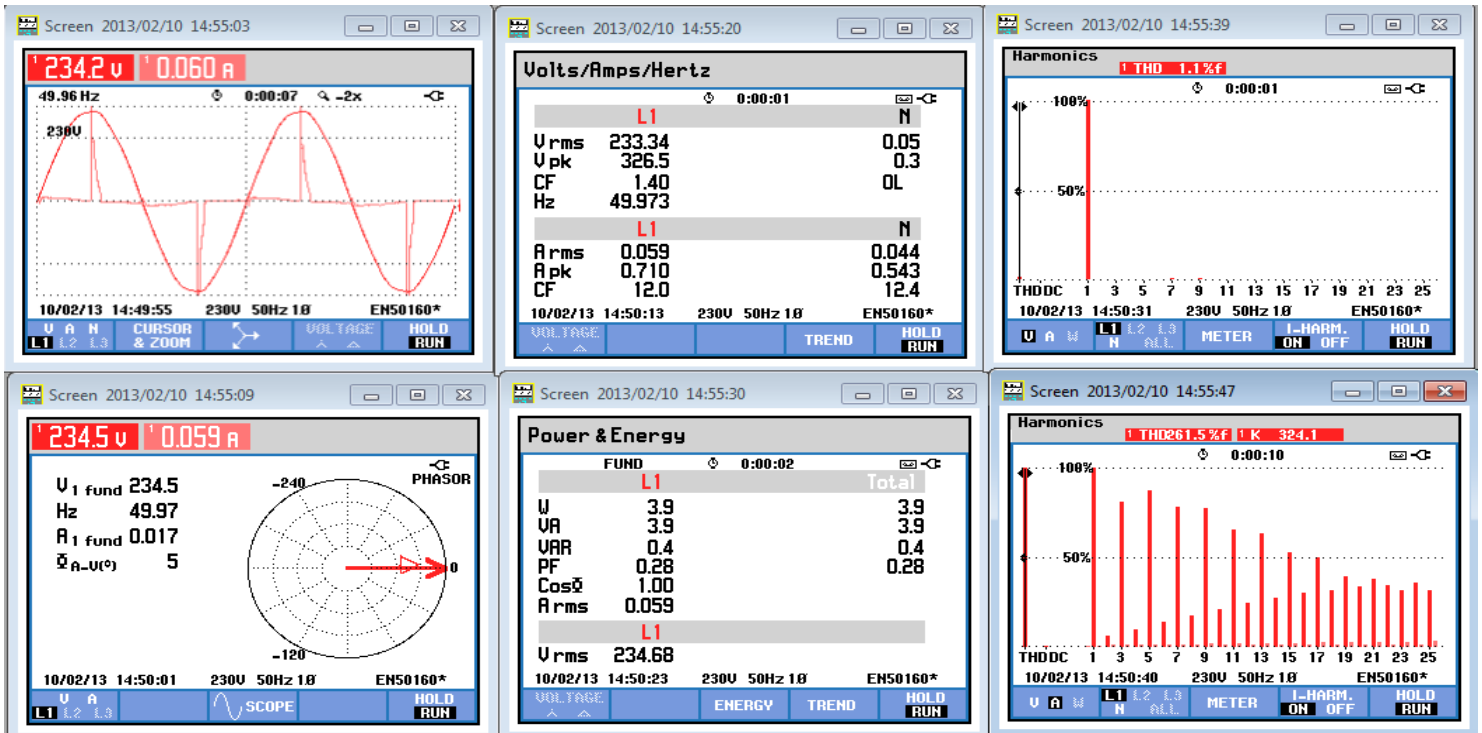 Screen 2013/02/10 14:55:03
1 234.2 V 1 0.060 A
49.96 Hz 0:00:07 -2x
230V
10/02/13 14:49:55 230V 50Hz 1Ø EN50160*
V A N CURSOR VOLTAGE HOLD
L1 L2 L3 & ZOOM RUN
Screen 2013/02/10 14:55:20
Volts/Amps/Hertz
0:00:01
L1 N
Vrms 233.34 0.05
Vpk 326.5 0.3
CF 1.40 OL
Hz 49.973
L1 N
Arms 0.059 0.044
Apk 0.710 0.543
CF 12.0 12.4
10/02/13 14:50:13 230V 50Hz 1Ø EN50160*
VOLTAGE TREND HOLD
RUN
Screen 2013/02/10 14:55:39
Harmonics
1 THD 1.1%f
0:00:01
100%
50%
THDDC 1 3 5 7 9 11 13 15 17 19 21 23 25
10/02/13 14:50:31 230V 50Hz 1Ø EN50160*
V A W L1 L2 L3 METER I-HARM. HOLD
N ALL ON OFF RUN
Screen 2013/02/10 14:55:09
1 234.5 V 1 0.059 A
PHASOR
V1 fund 234.5
Hz 49.97
A1 fund 0.017
ΦA-V(°) 5
-240
0
-120
10/02/13 14:50:01 230V 50Hz 1Ø EN50160*
V A SCOPE HOLD
L1 L2 L3 RUN
Screen 2013/02/10 14:55:30
Power & Energy
FUND 0:00:02
L1 Total
W 3.9 3.9
VA 3.9 3.9
VAR 0.4 0.4
PF 0.28 0.28
CosΦ 1.00
Arms 0.059
L1
Vrms 234.68
10/02/13 14:50:23 230V 50Hz 1Ø EN50160*
VOLTAGE ENERGY TREND HOLD
RUN
Screen 2013/02/10 14:55:47
Harmonics
1 THD261.5%f 1 K 324.1
0:00:10
100%
50%
THDDC 1 3 5 7 9 11 13 15 17 19 21 23 25
10/02/13 14:50:40 230V 50Hz 1Ø EN50160*
V A W L1 L2 L3 METER I-HARM. HOLD
N ALL ON OFF RUN